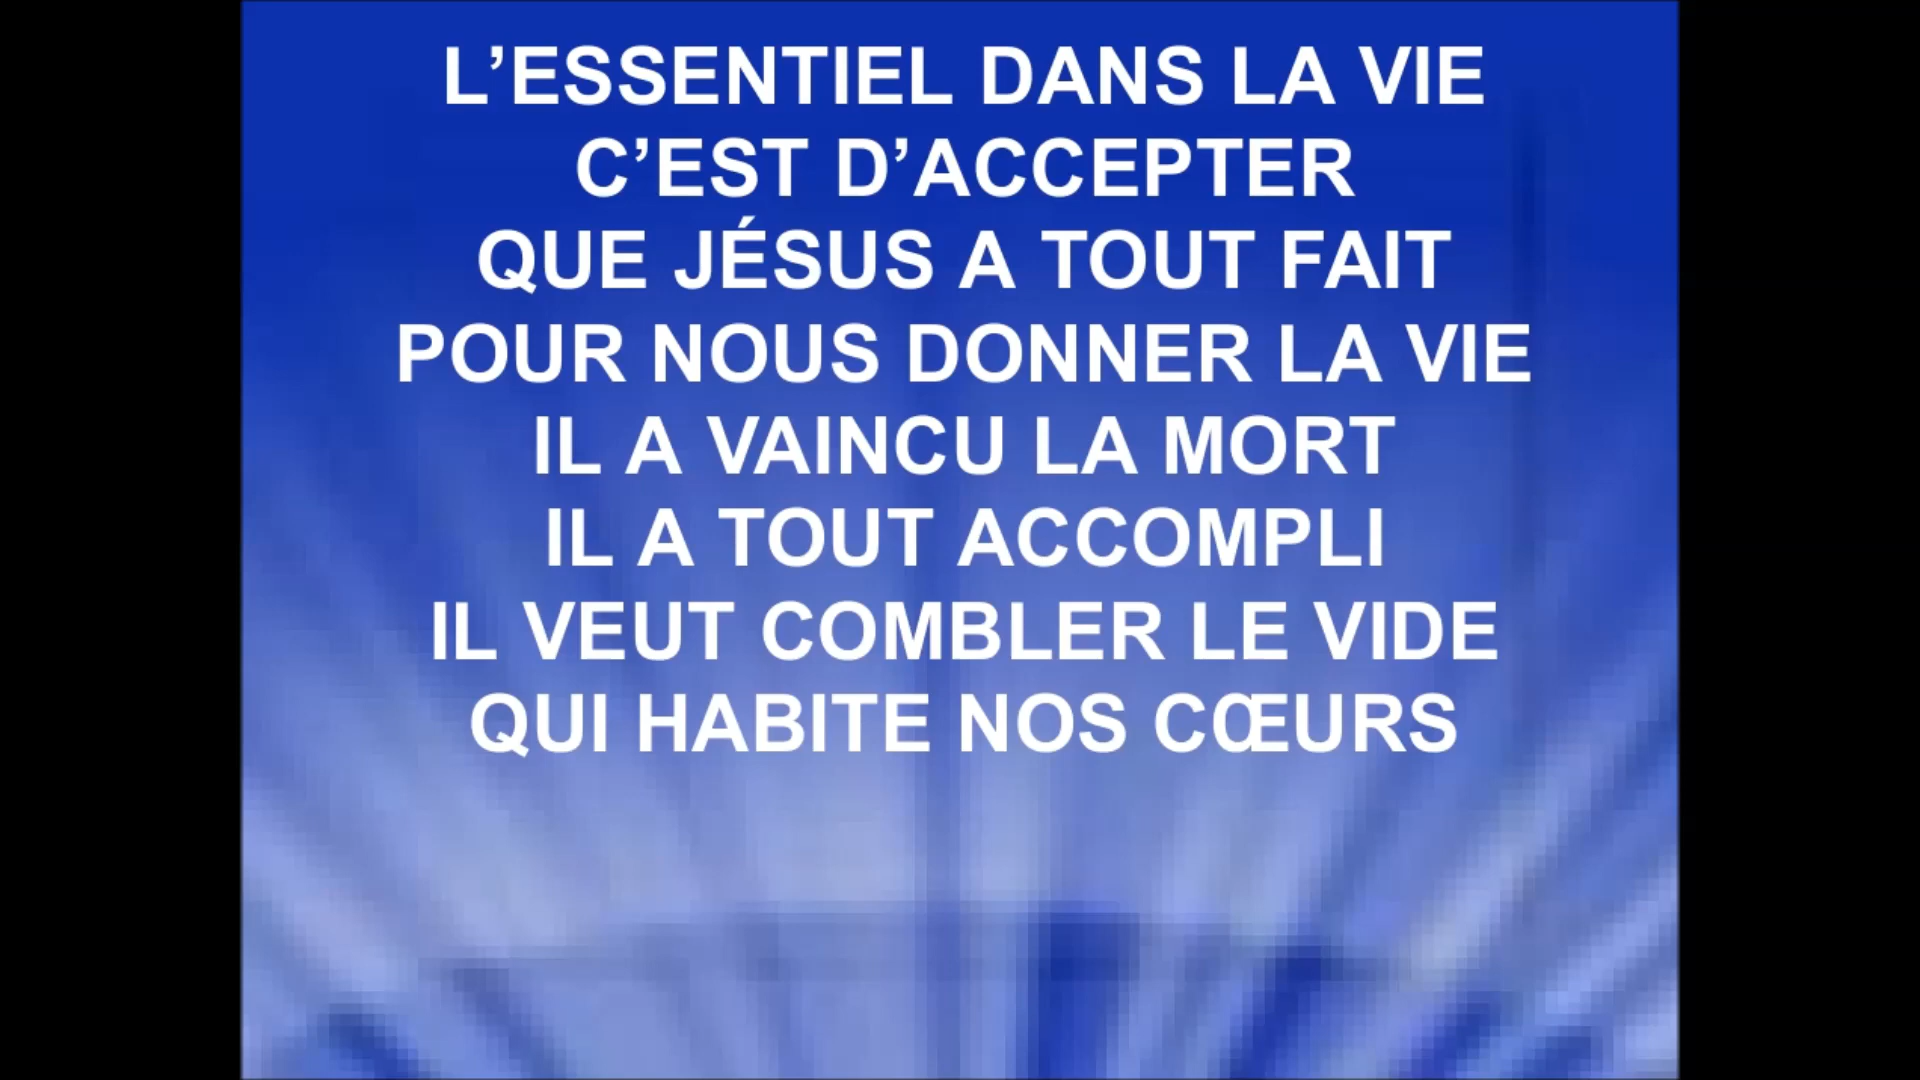 L’ESSENTIEL DANS LA VIE
C’EST D’ACCEPTER
QUE JÉSUS A TOUT FAIT
POUR NOUS DONNER LA VIE
IL A VAINCU LA MORT
IL A TOUT ACCOMPLI
IL VEUT COMBLER LE VIDE
QUI HABITE NOS CŒURS